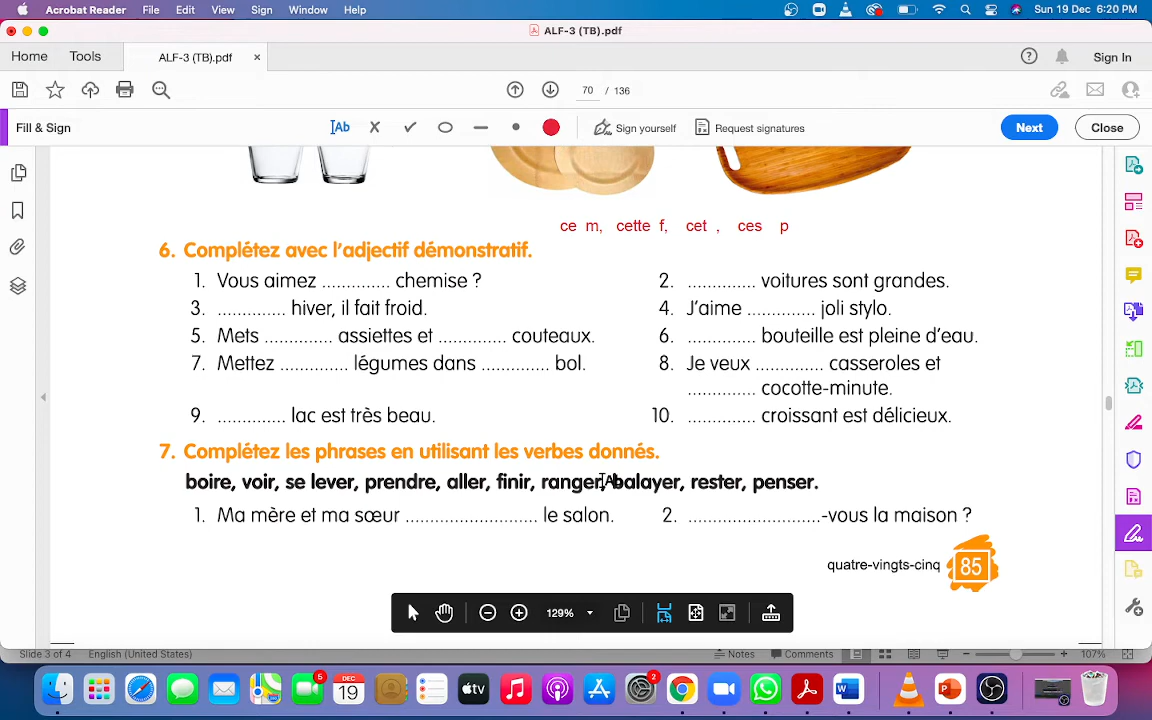 Acrobat Reader File Edit View Sign Window Help Sun 19 Dec 6:20 PM
ALF-3 (TB).pdf
Home Tools ALF-3 (TB).pdf × Sign In
70 / 136
Fill & Sign Ab Sign yourself Request signatures Next Close
ce m, cette f, cet , ces p
6. Complétez avec l'adjectif démonstratif.
1. Vous aimez .............. chemise ?
2. .............. voitures sont grandes.
3. .............. hiver, il fait froid.
4. J'aime .............. joli stylo.
5. Mets .............. assiettes et .............. couteaux.
6. .............. bouteille est pleine d'eau.
7. Mettez .............. légumes dans .............. bol.
8. Je veux .............. casseroles et
.............. cocotte-minute.
9. .............. lac est très beau.
10. .............. croissant est délicieux.
7. Complétez les phrases en utilisant les verbes donnés.
boire, voir, se lever, prendre, aller, finir, ranger, balayer, rester, penser.
1. Ma mère et ma sœur ........................... le salon.
2. ...........................-vous la maison ?
quatre-vingts-cinq 85
129%
Slide 3 of 4 English (United States) Notes Comments 107%
5 DEC 19 tv 2